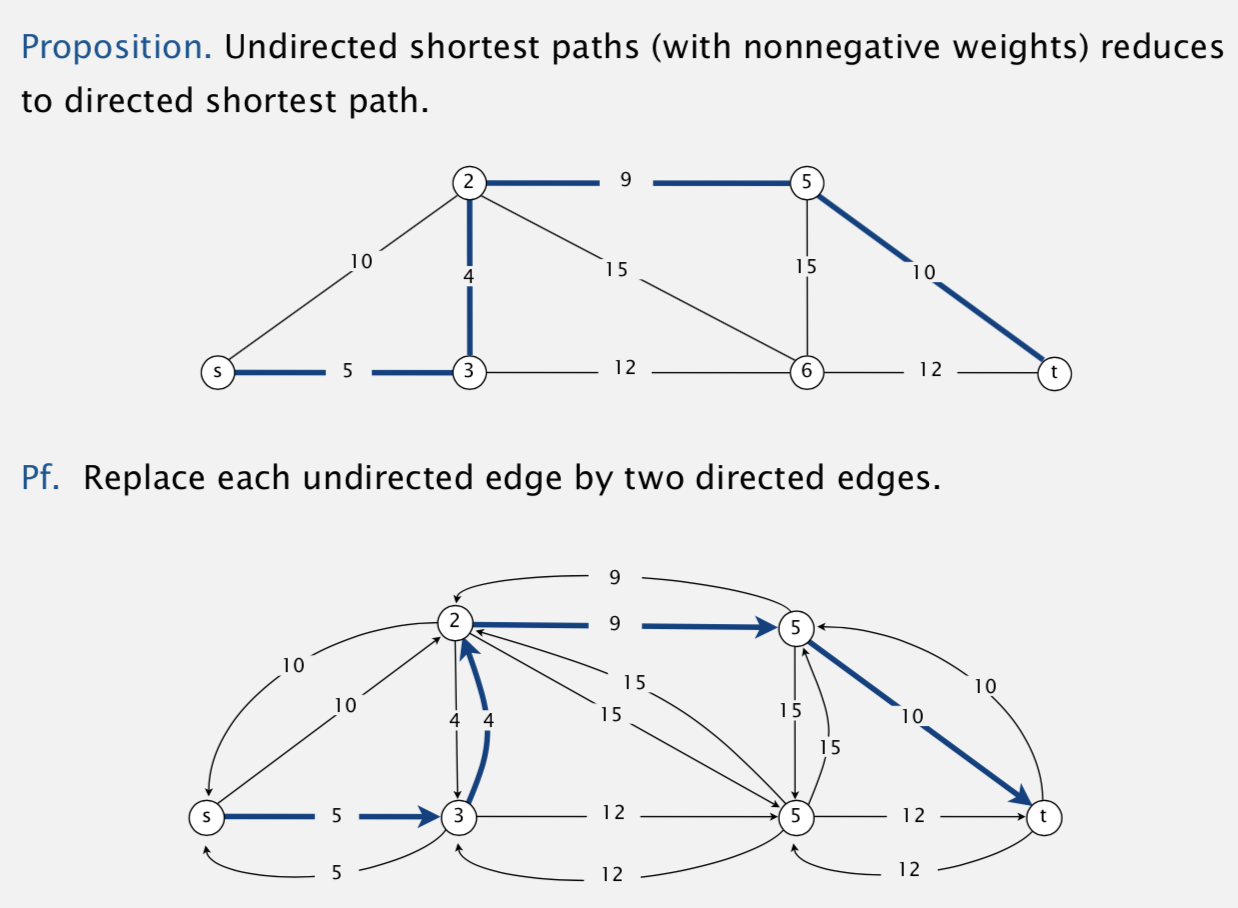 Proposition. Undirected shortest paths (with nonnegative weights) reduces
to directed shortest path.
2 9 5
10 4 15 15 10
s 5 3 12 6 12 t
Pf. Replace each undirected edge by two directed edges.
9
2 9 5
10 10 4 4 15 15 15 15 10 10
s 5 3 12 5 12 t
5 12 12